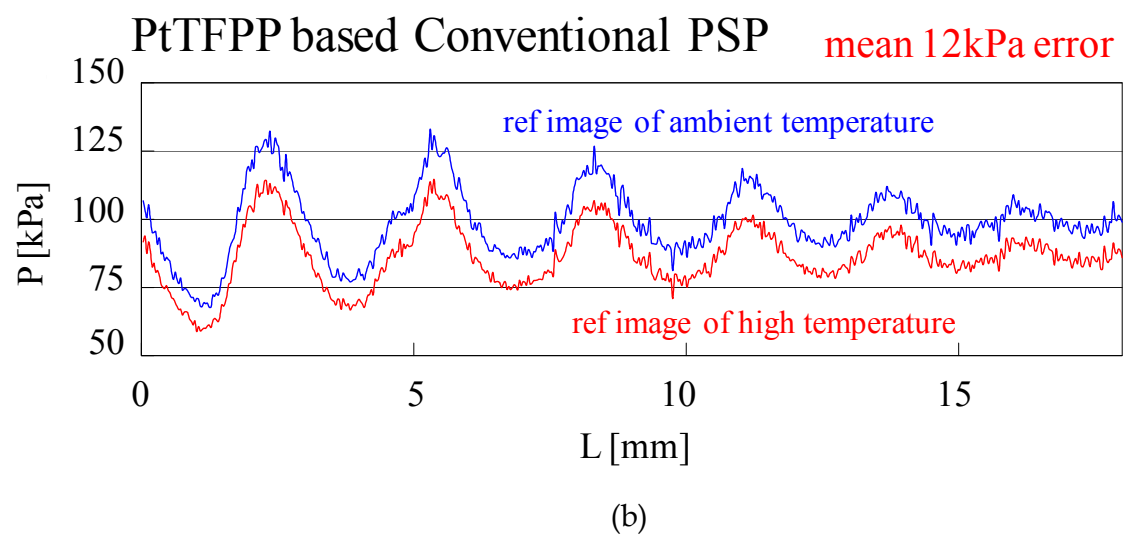 PtTFPP based Conventional PSP
mean 12kPa error
150
ref image of ambient temperature
125
100
P [kPa]
75
ref image of high temperature
50
0 5 10 15
L [mm]
(b)